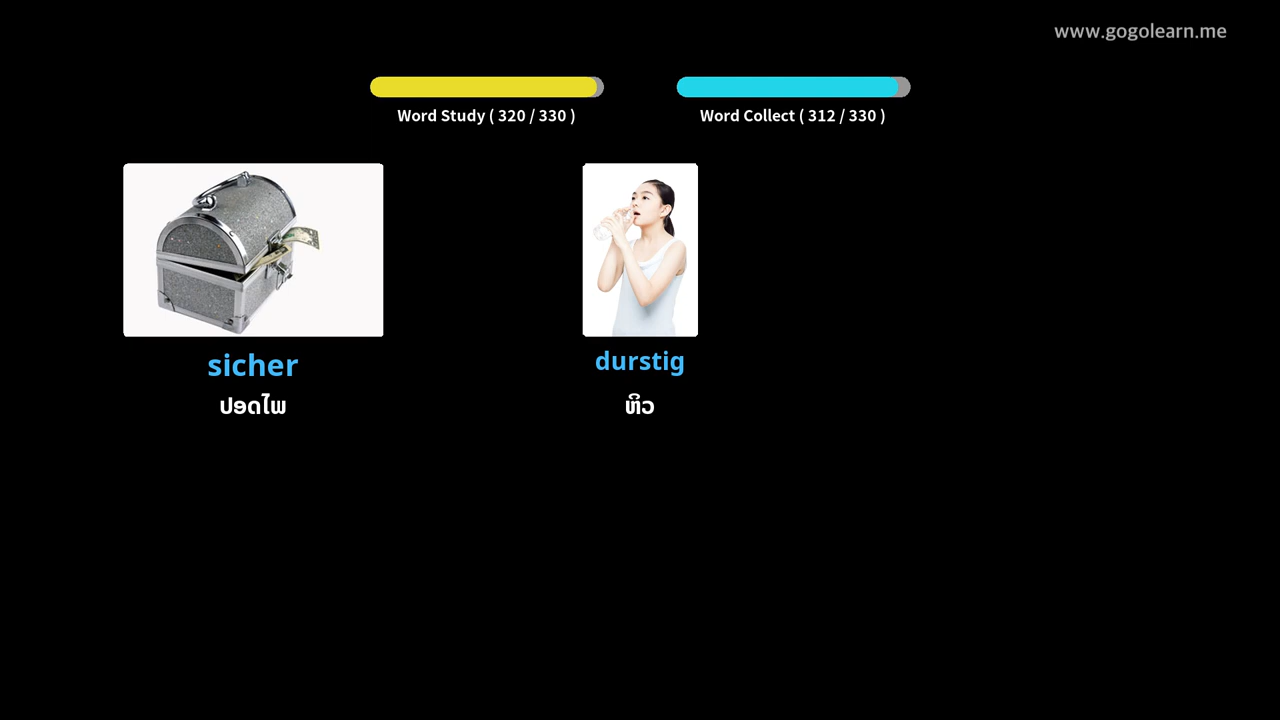 www.gogolearn.me
Word Study ( 320 / 330 )
Word Collect ( 312 / 330 )
sicher
ປອດໄພ
durstig
ຫິວ